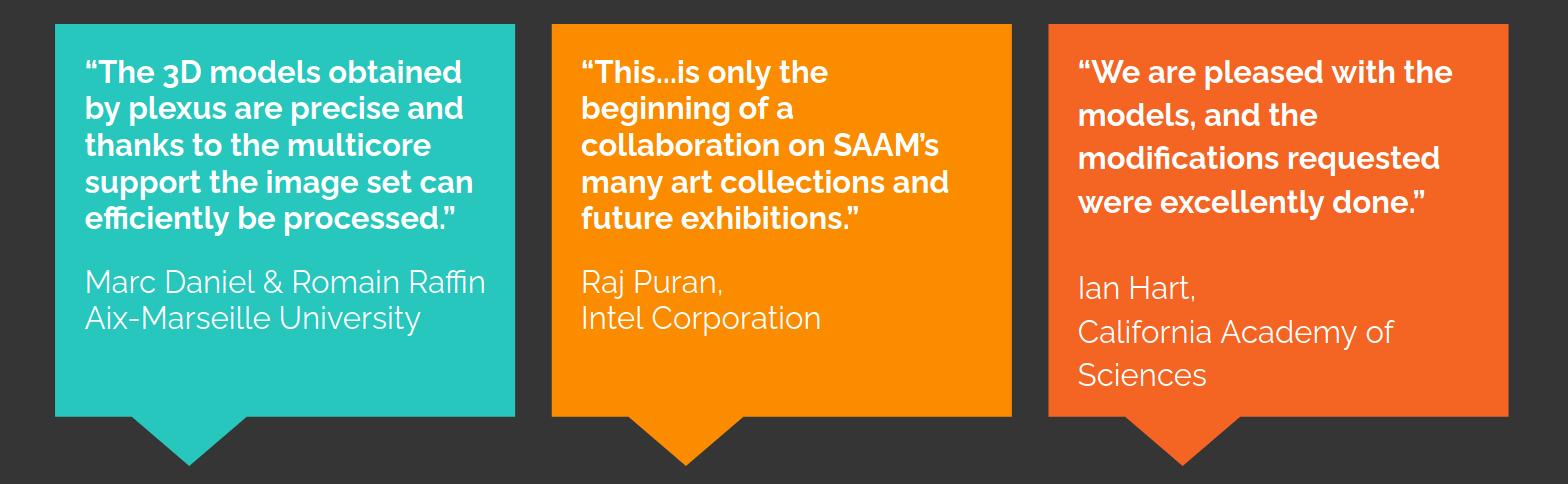 “The 3D models obtained
by plexus are precise and
thanks to the multicore
support the image set can
efficiently be processed.”
Marc Daniel & Romain Raffin
Aix-Marseille University
“This...is only the
beginning of a
collaboration on SAAM’s
many art collections and
future exhibitions.”
Raj Puran,
Intel Corporation
“We are pleased with the
models, and the
modifications requested
were excellently done.”
Ian Hart,
California Academy of
Sciences